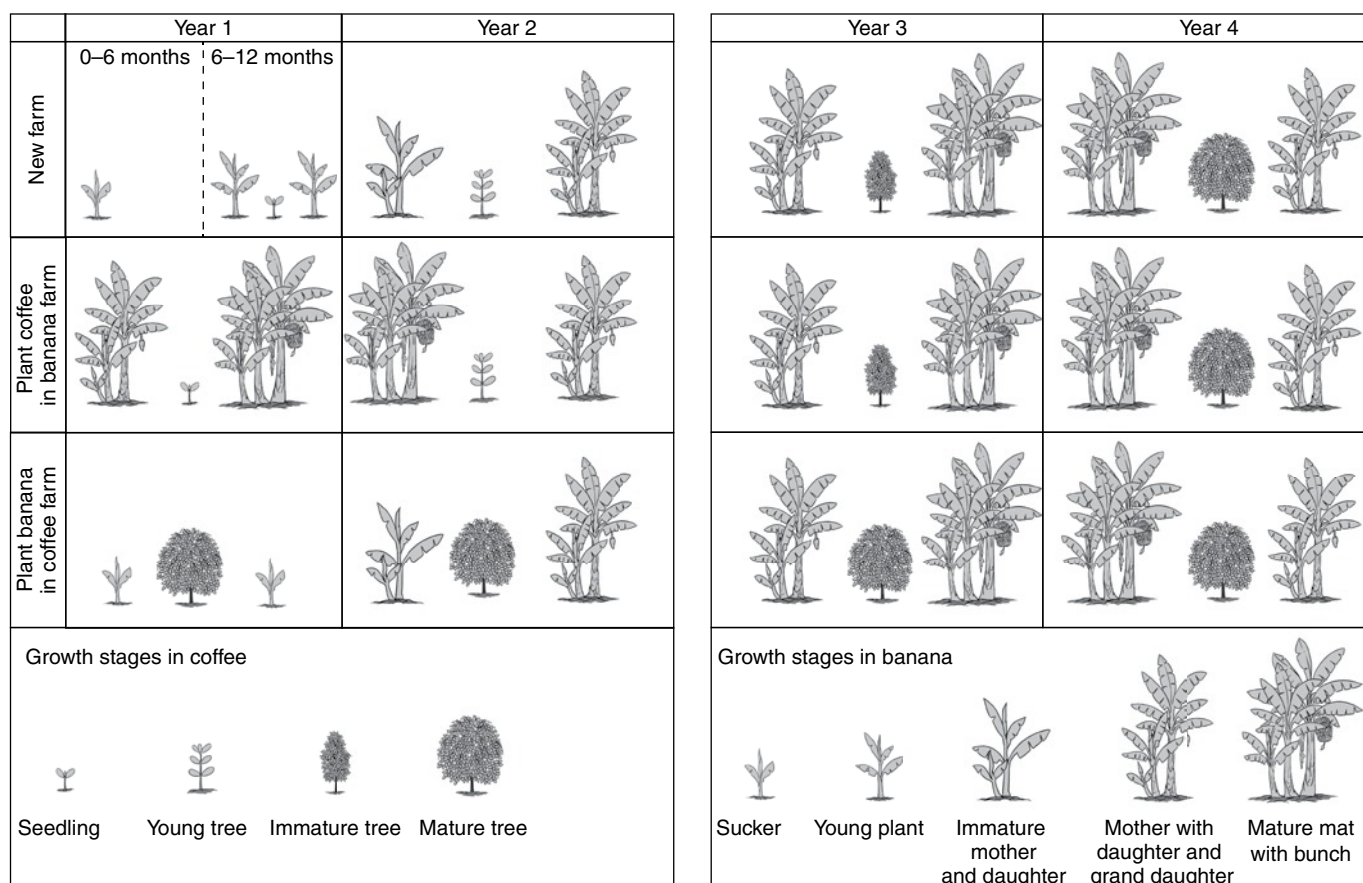 Year 1
Year 2
Year 3
Year 4
0–6 months
6–12 months
New farm
Plant coffee
in banana farm
Plant banana
in coffee farm
Growth stages in coffee
Seedling
Young tree
Immature tree
Mature tree
Growth stages in banana
Sucker
Young plant
Immature
mother
and daughter
Mother with
daughter and
grand daughter
Mature mat
with bunch